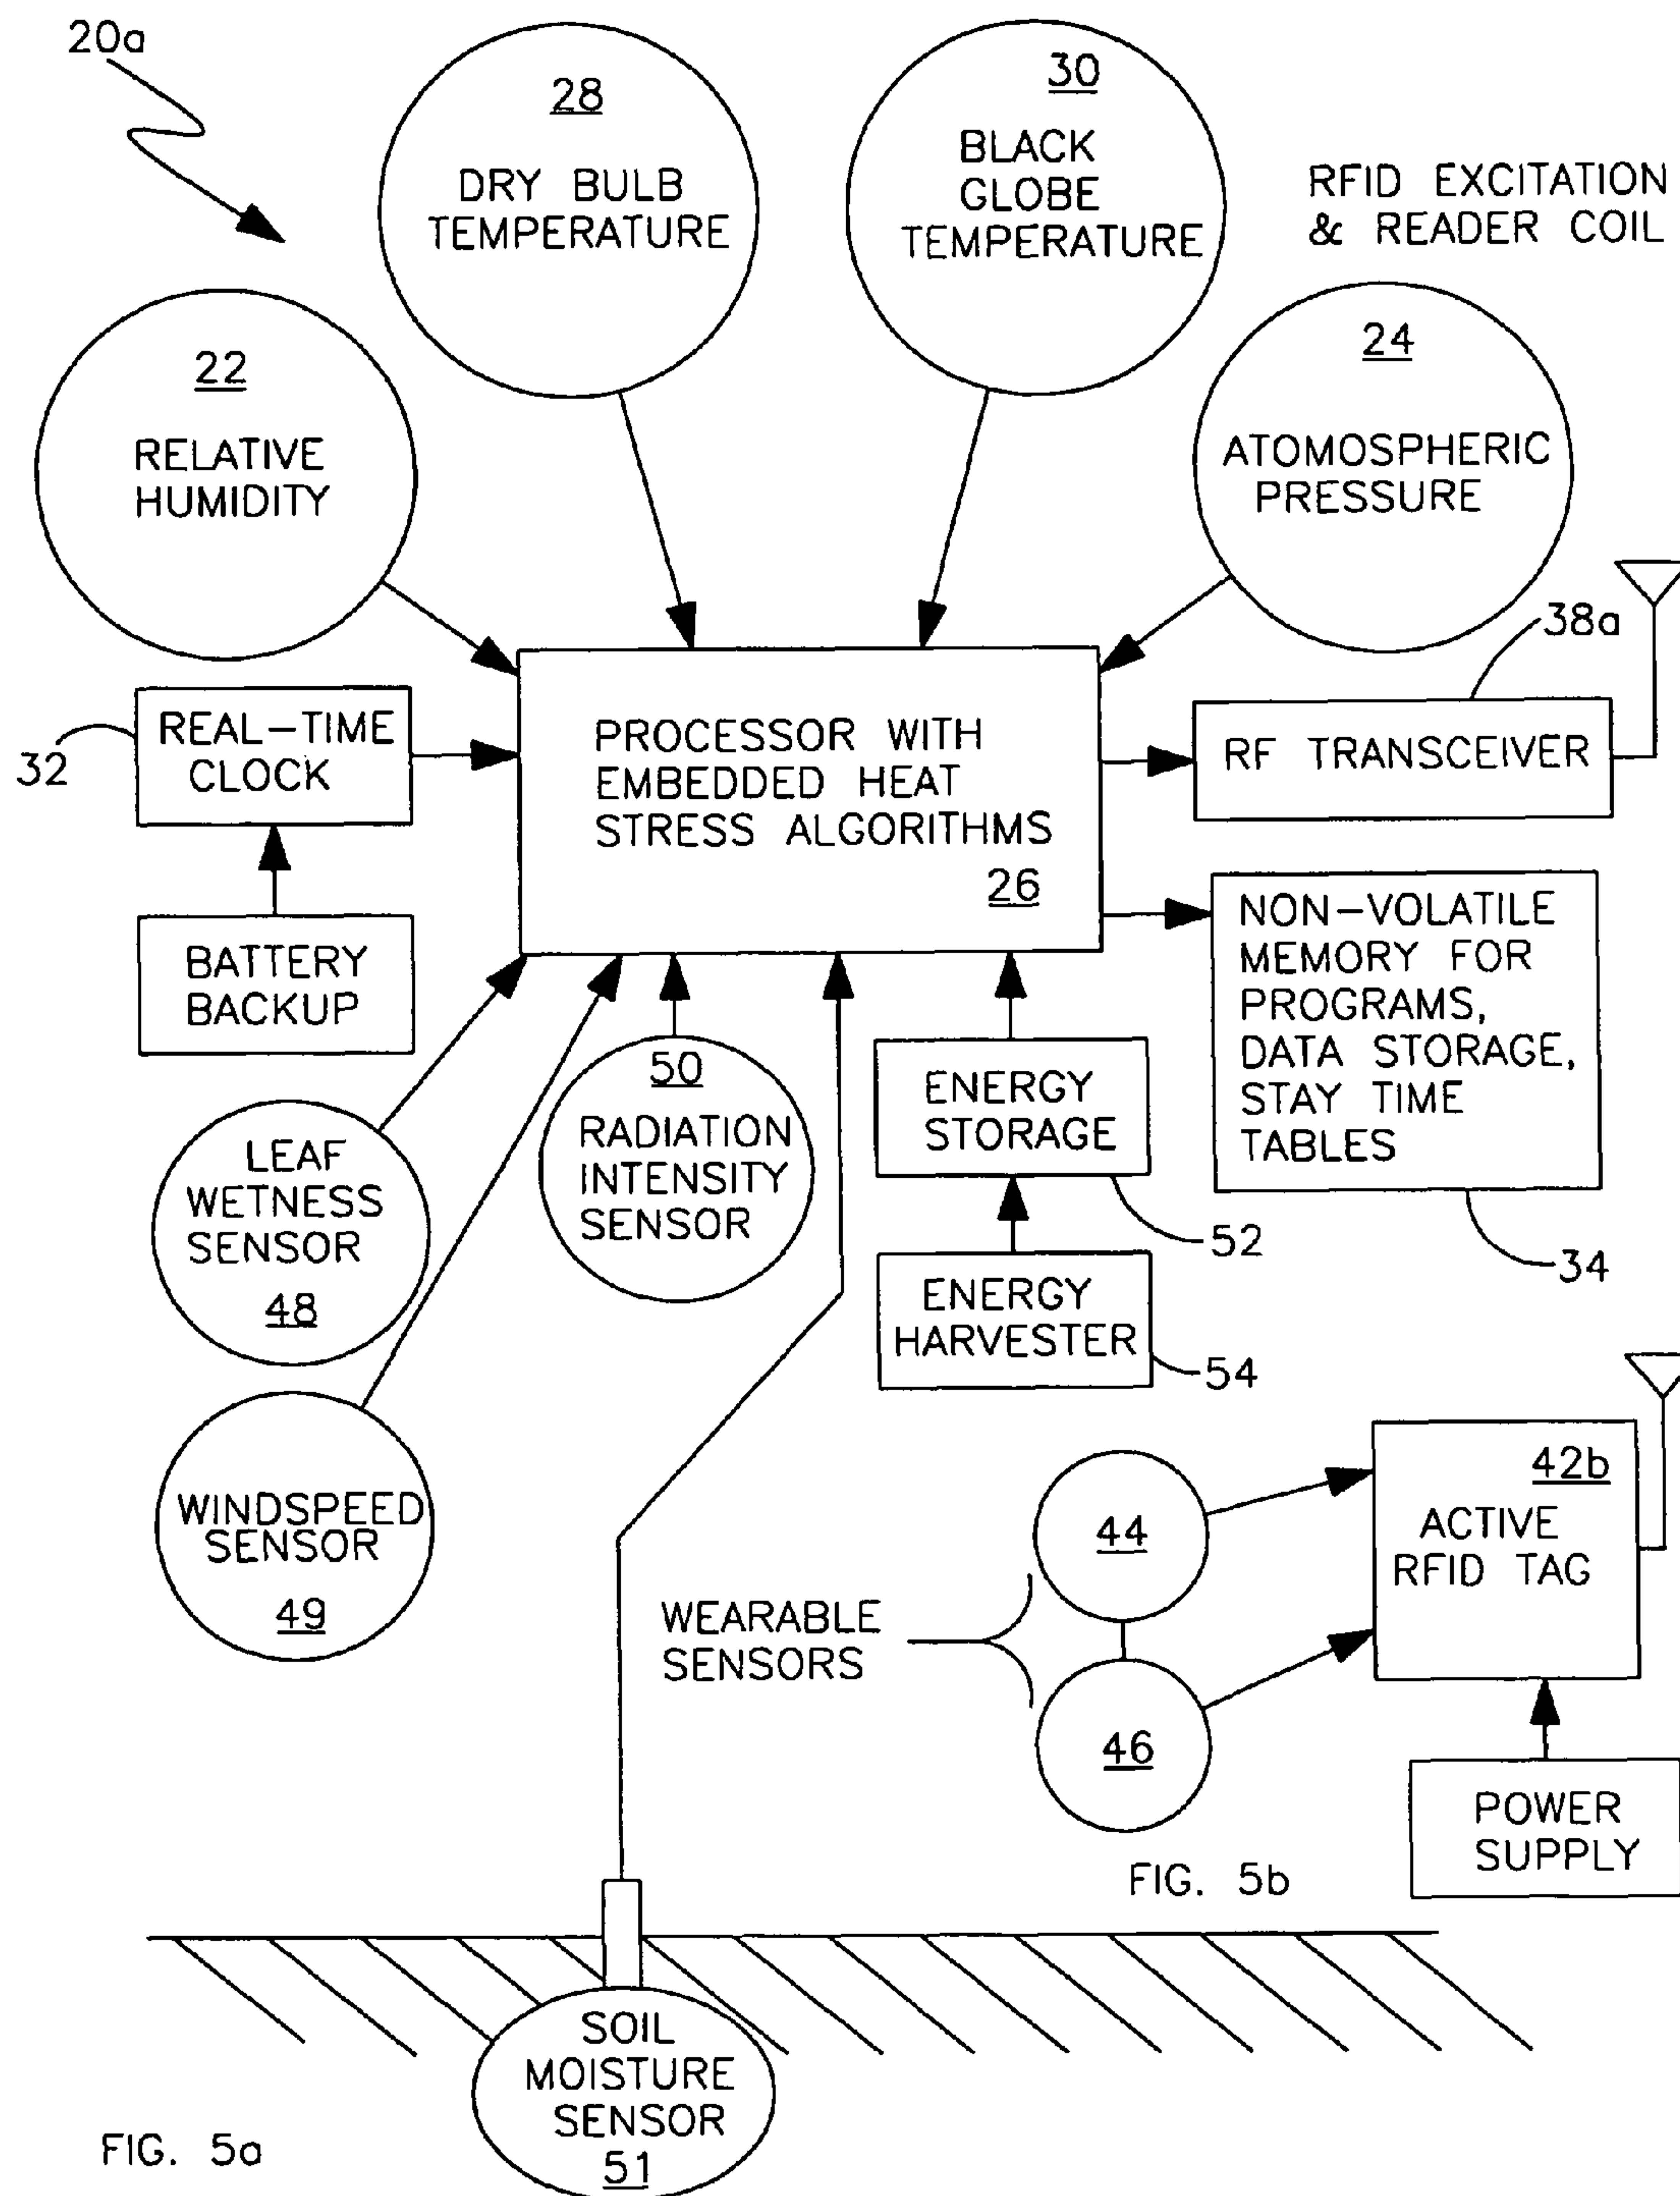 20a
28
DRY BULB
TEMPERATURE
30
BLACK
GLOBE
TEMPERATURE
RFID EXCITATION
& READER COIL
22
RELATIVE
HUMIDITY
24
ATOMOSPHERIC
PRESSURE
38a
32
REAL-TIME
CLOCK
PROCESSOR WITH
EMBEDDED HEAT
STRESS ALGORITHMS
26
RF TRANSCEIVER
BATTERY
BACKUP
NON-VOLATILE
MEMORY FOR
PROGRAMS,
DATA STORAGE,
STAY TIME
TABLES
34
LEAF
WETNESS
SENSOR
48
50
RADIATION
INTENSITY
SENSOR
ENERGY
STORAGE
52
ENERGY
HARVESTER
54
WINDSPEED
SENSOR
49
WEARABLE
SENSORS
44
46
42b
ACTIVE
RFID TAG
POWER
SUPPLY
FIG. 5b
SOIL
MOISTURE
SENSOR
51
FIG. 5a